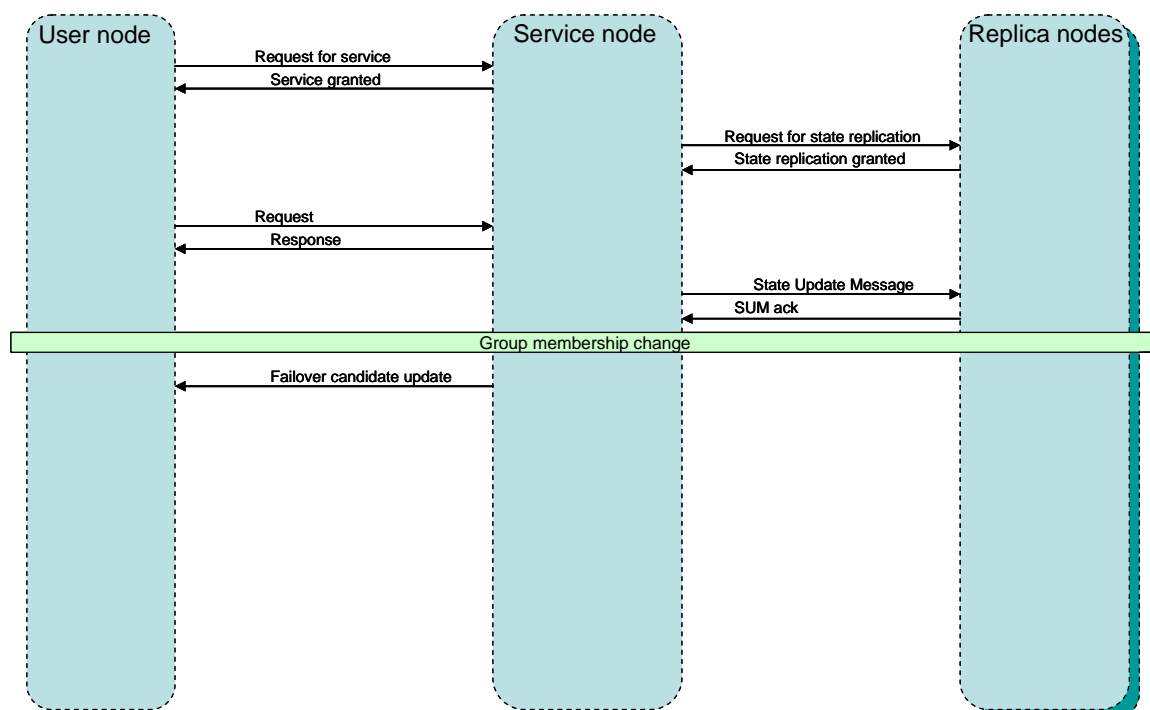 User node
Service node
Replica nodes
Request for service
Service granted
Request for state replication
State replication granted
Request
Response
State Update Message
SUM ack
Group membership change
Failover candidate update